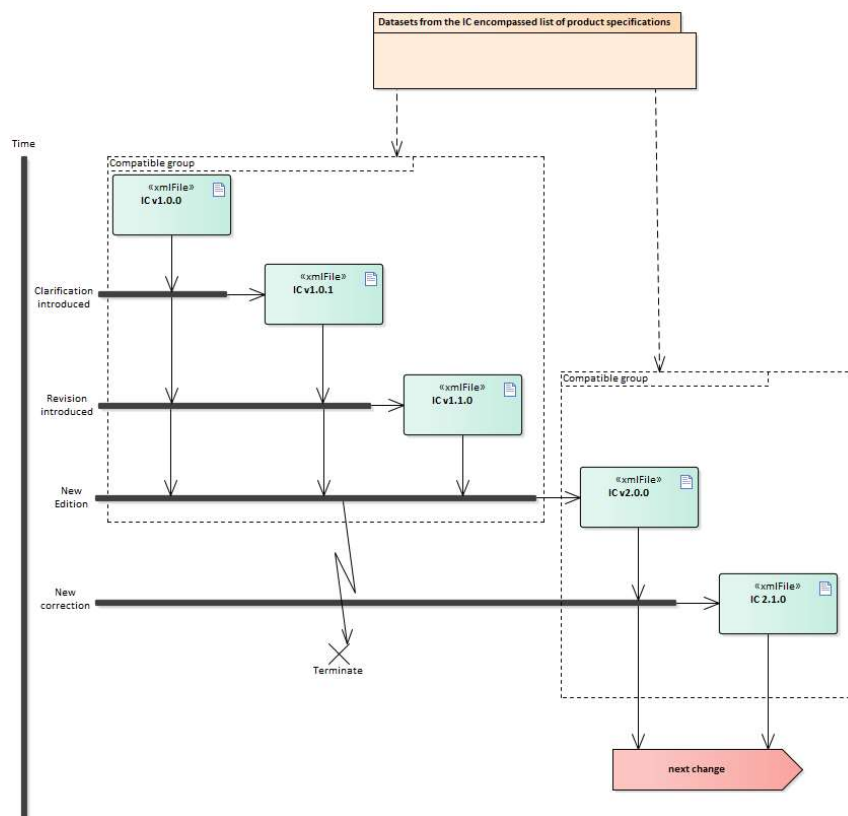 Datasets from the IC encompassed list of product specifications
Time
Compatible group
«xmlFile»
IC v1.0.0
Clarification
introduced
«xmlFile»
IC v1.0.1
Compatible group
Revision
introduced
«xmlFile»
IC v1.1.0
New
Edition
«xmlFile»
IC v2.0.0
New
correction
«xmlFile»
IC 2.1.0
Terminate
next change